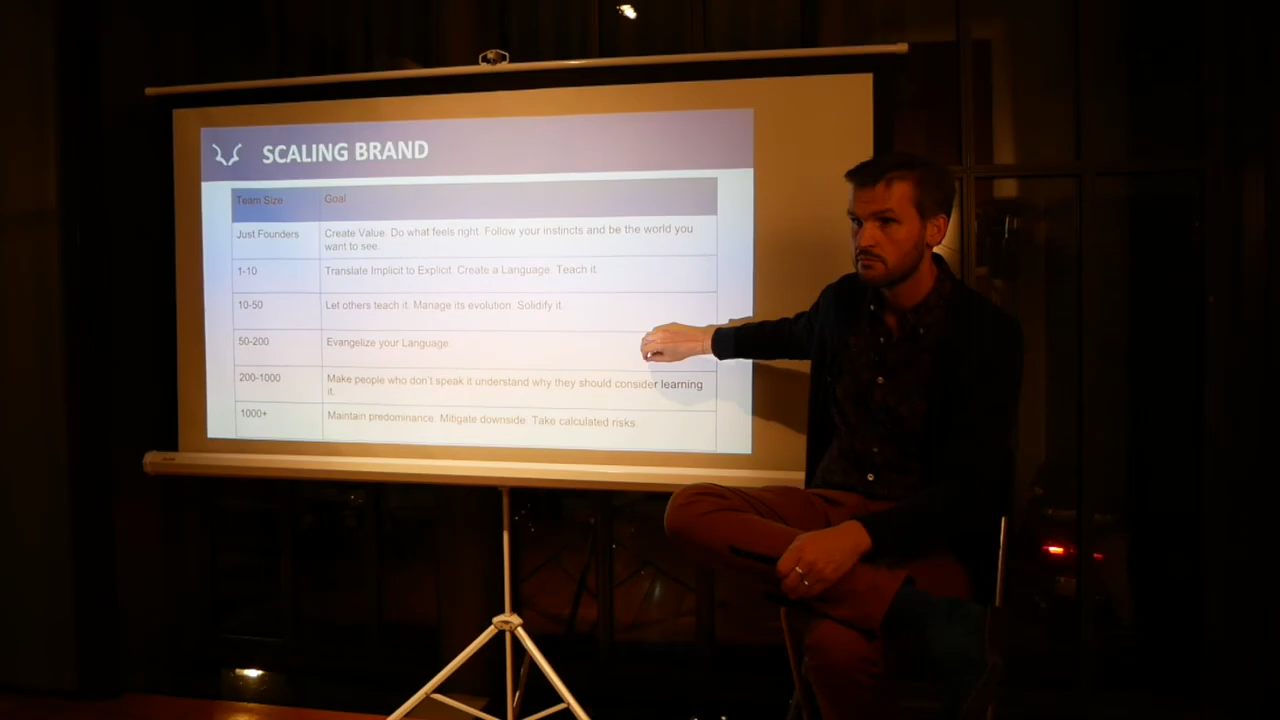 SCALING BRAND
Team Size Goal
Just Founders Create Value. Do what feels right. Follow your instincts and be the world you
want to see.
1-10 Translate Implicit to Explicit. Create a Language. Teach it
10-50 Let others teach it. Manage its evolution. Solidify it.
50-200 Evangelize your Language.
200-1000 Make people who don't speak it understand why they should consider learning
it.
1000+ Maintain predominance. Mitigate downside. Take calculated risks.